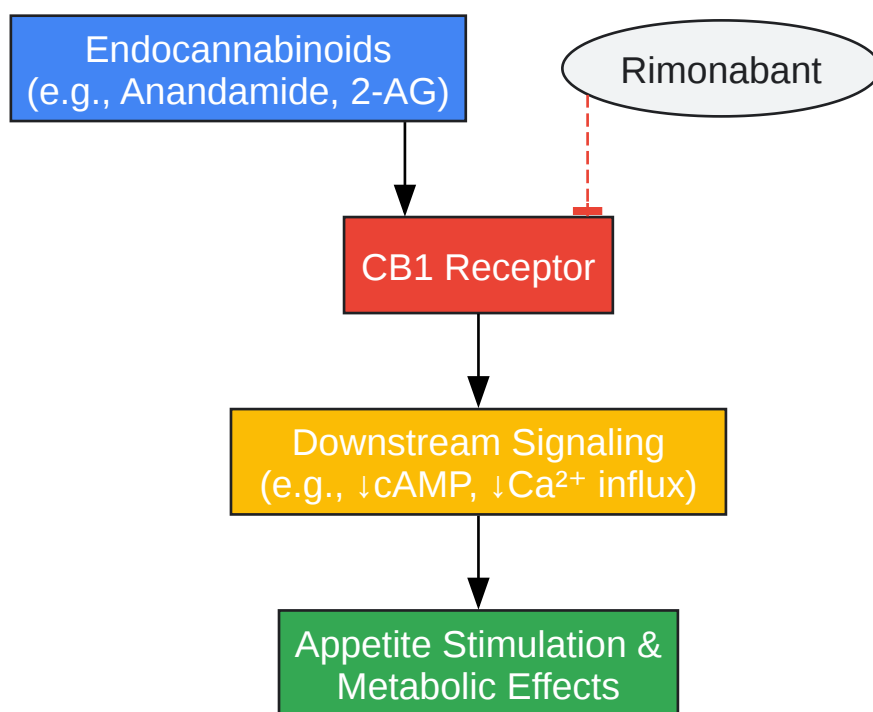 Endocannabinoids
(e.g., Anandamide, 2-AG)
Rimonabant
CB1 Receptor
Downstream Signaling
(e.g., ↓cAMP, ↓Ca²⁺ influx)
Appetite Stimulation &
Metabolic Effects